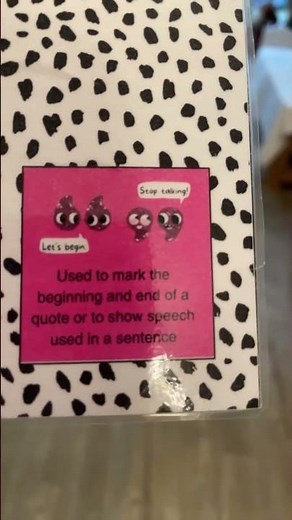 Stop talking!
Let's begin
Used to mark the
beginning and end of a
quote or to show speech
used in a sentence